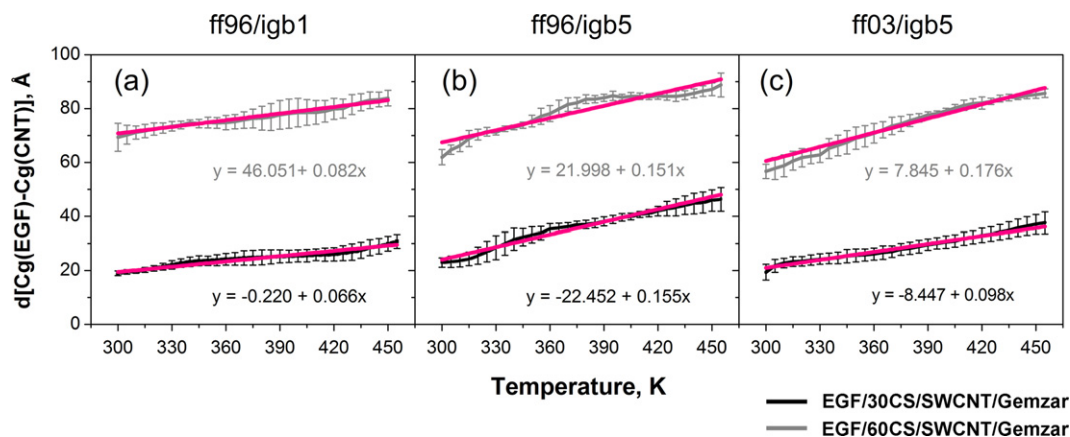 ff96/igb1 ff96/igb5 ff03/igb5
100 (a) (b) (c)
80
y = 46.051+ 0.082x y = 21.998 + 0.151x y = 7.845 + 0.176x
60
40
20
y = -0.220 + 0.066x y = -22.452 + 0.155x y = -8.447 + 0.098x
0
d[Cg(EGF)-Cg(CNT)], Å
300 330 360 390 420 450 300 330 360 390 420 450 300 330 360 390 420 450
Temperature, K
EGF/30CS/SWCNT/Gemzar
EGF/60CS/SWCNT/Gemzar